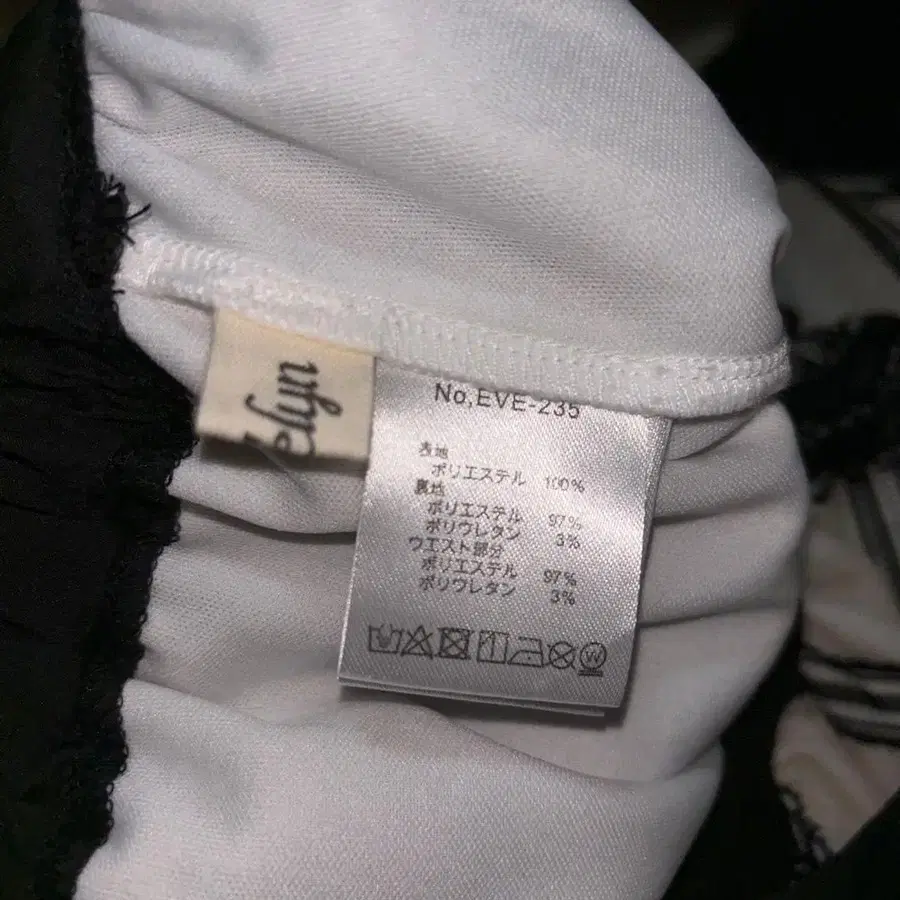 No,EVE-235
表地
ポリエステル 100%
裏地
ポリエステル 97%
ポリウレタン 3%
ウエスト部分
ポリエステル 97%
ポリウレタン 3%
W